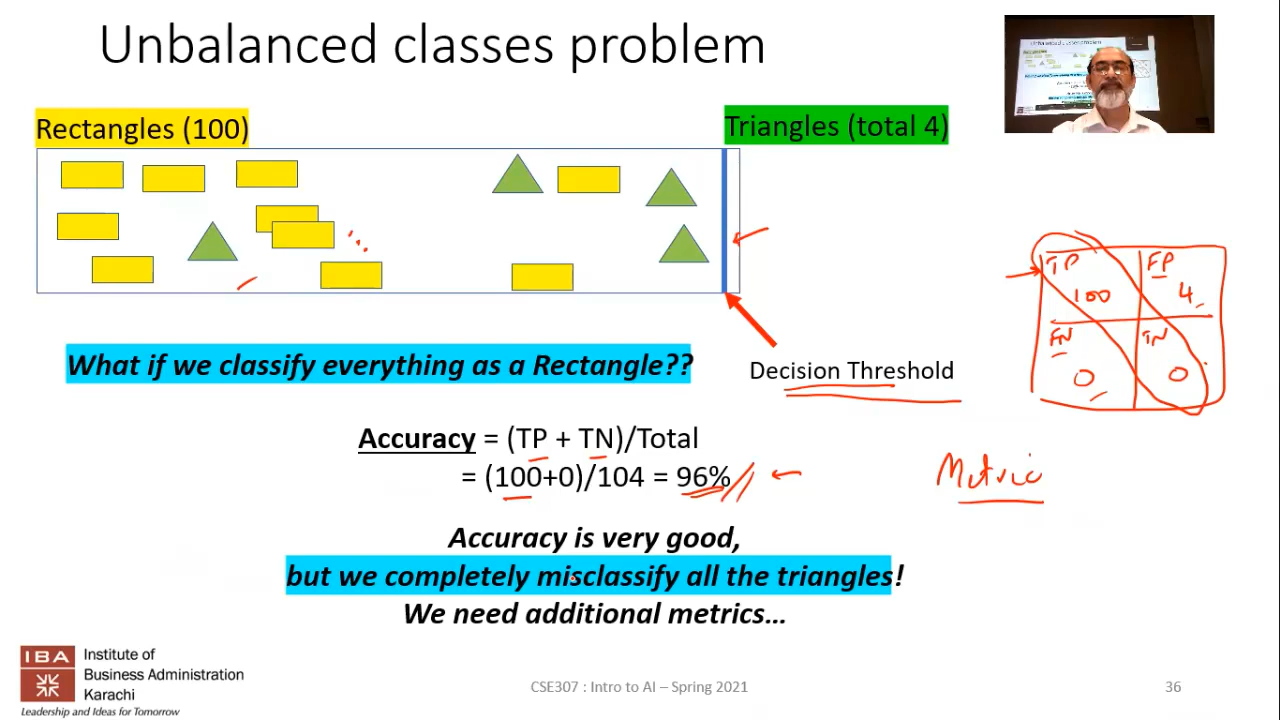 Unbalanced classes problem
Rectangles (100)
Triangles (total 4)
TP
FP
100
4
FN
TN
0
0
What if we classify everything as a Rectangle??
Decision Threshold
Accuracy = (TP + TN)/Total
= (100+0)/104 = 96%
Metric
Accuracy is very good,
but we completely misclassify all the triangles!
We need additional metrics...
IBA
Institute of
Business Administration
Karachi
Leadership and Ideas for Tomorrow
CSE307 : Intro to AI – Spring 2021
36